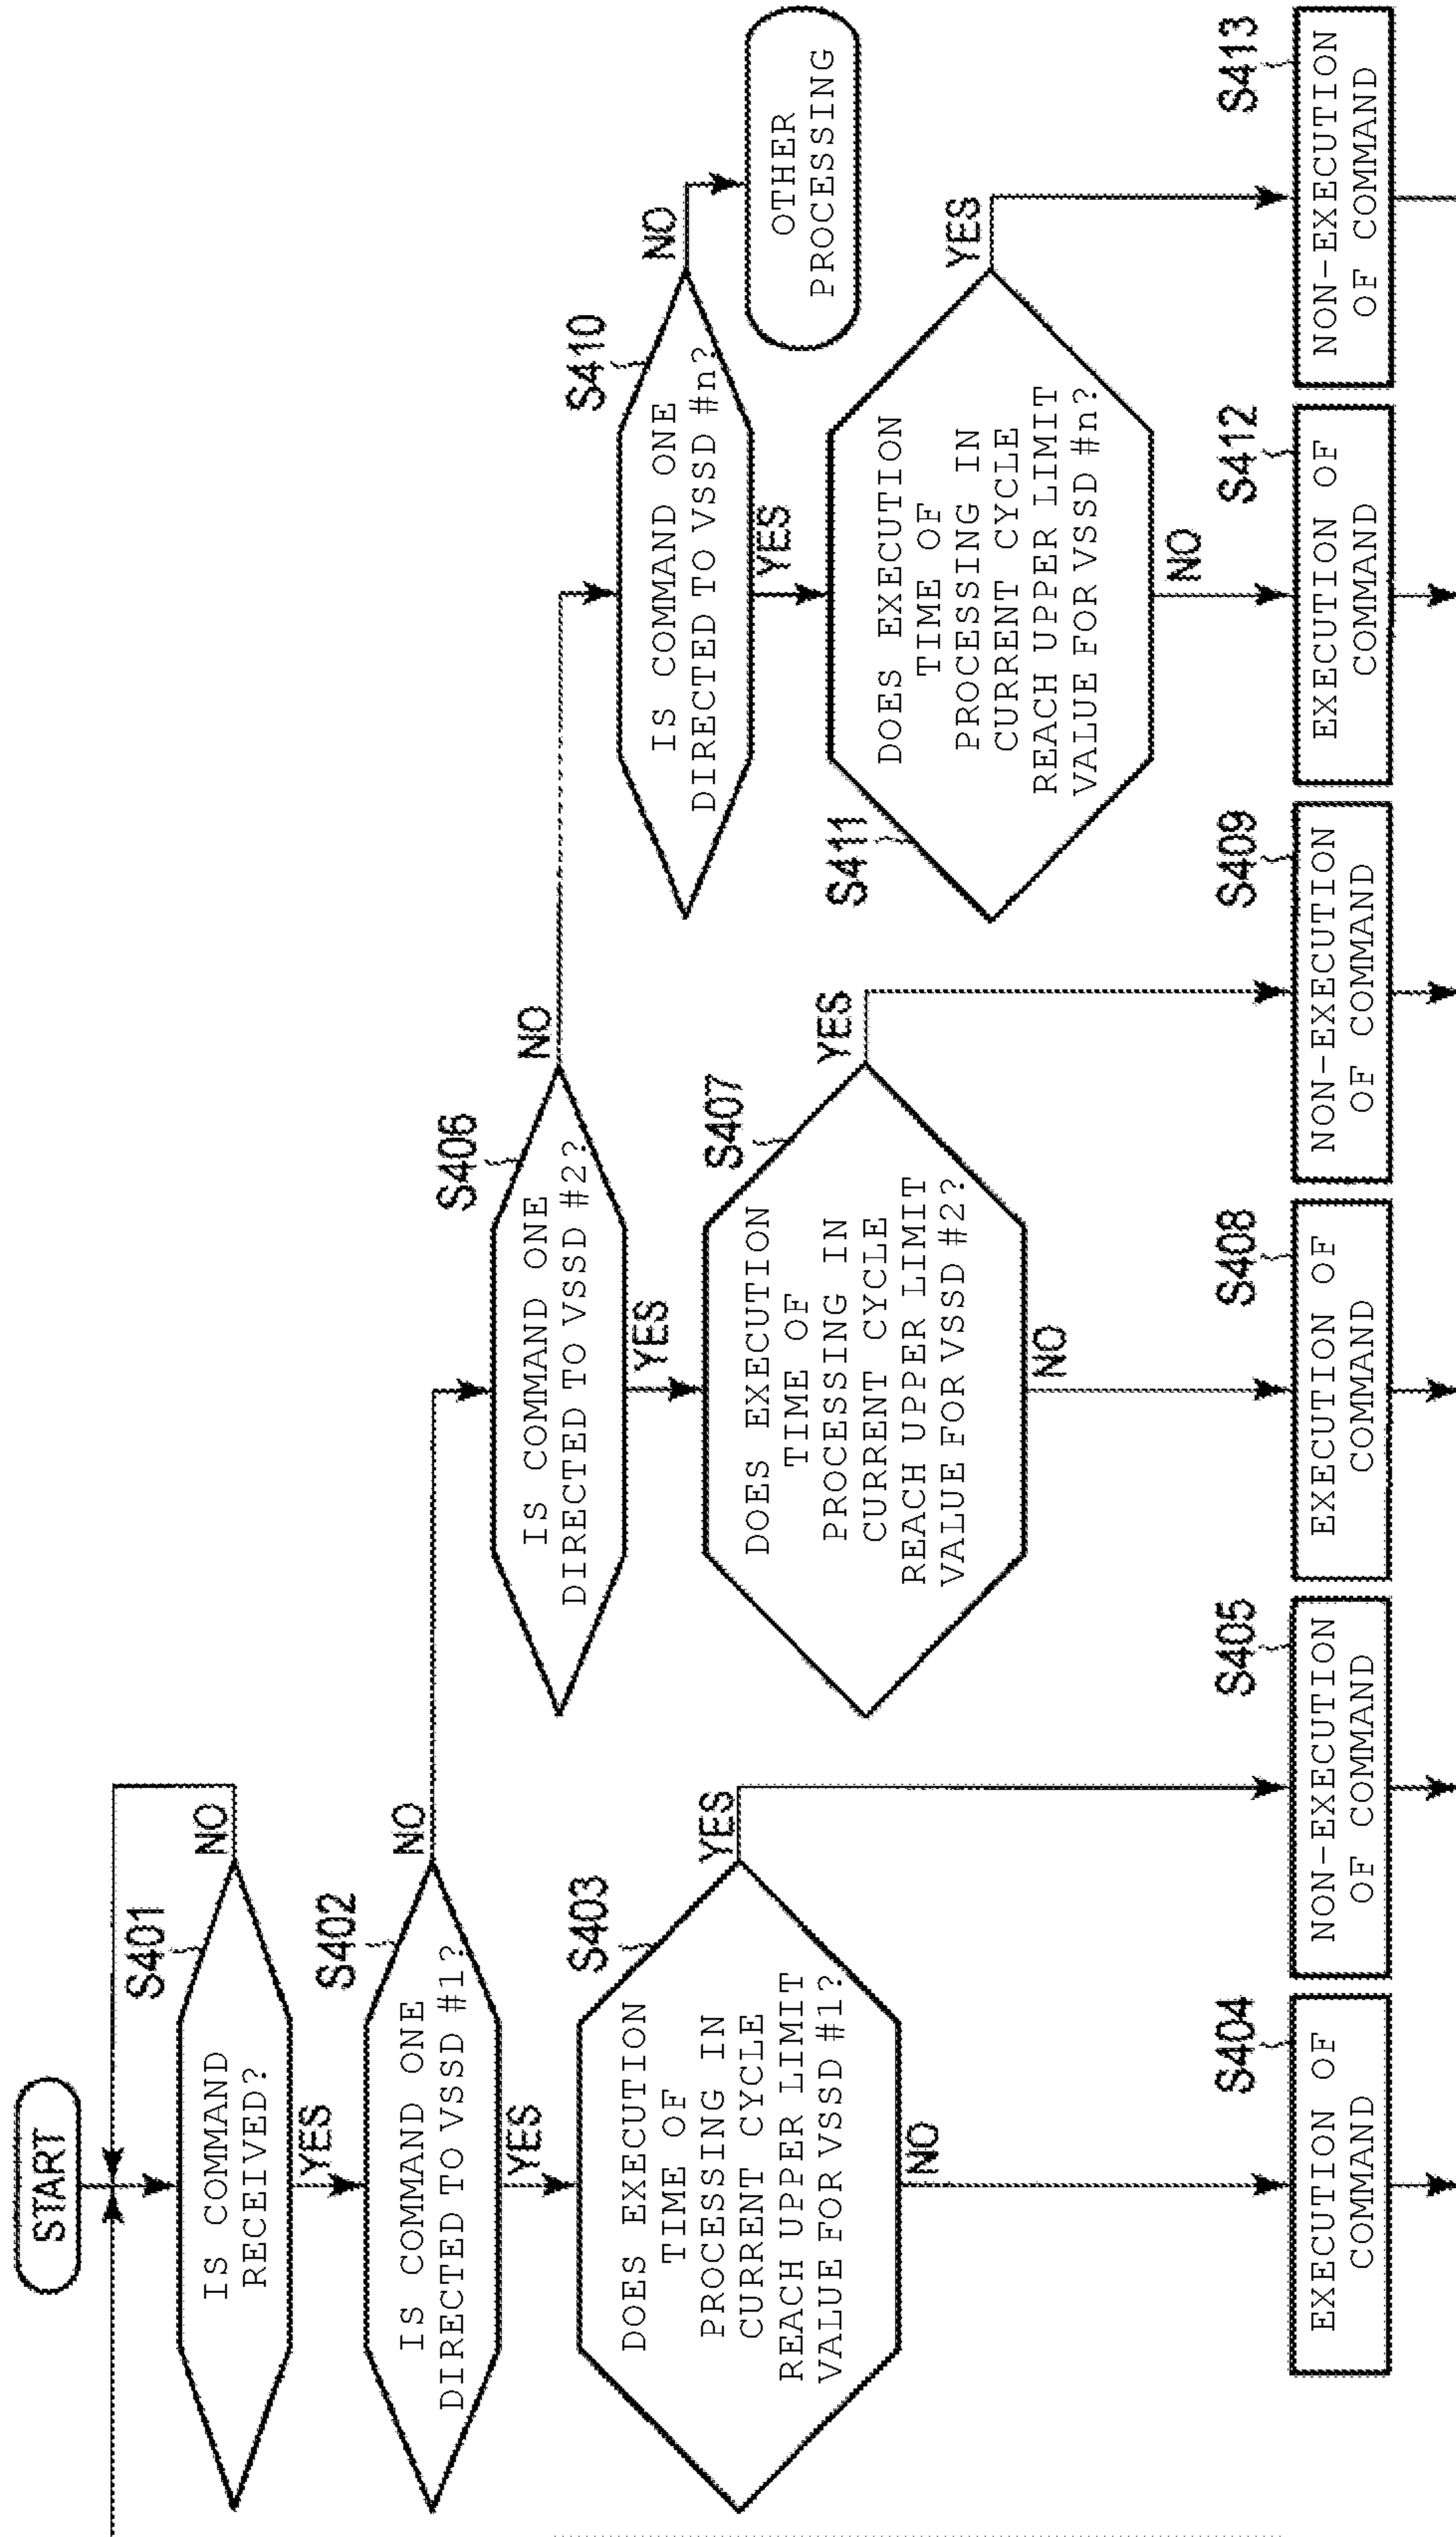 START
S401
IS COMMAND
RECEIVED?
NO
YES
S402
IS COMMAND ONE
DIRECTED TO VSSD #1?
NO
YES
S403
DOES EXECUTION
TIME OF
PROCESSING IN
CURRENT CYCLE
REACH UPPER LIMIT
VALUE FOR VSSD #1?
YES
NO
S404
EXECUTION OF
COMMAND
S405
NON-EXECUTION
OF COMMAND
S406
IS COMMAND ONE
DIRECTED TO VSSD #2?
NO
YES
S407
DOES EXECUTION
TIME OF
PROCESSING IN
CURRENT CYCLE
REACH UPPER LIMIT
VALUE FOR VSSD #2?
YES
NO
S408
EXECUTION OF
COMMAND
S409
NON-EXECUTION
OF COMMAND
S410
IS COMMAND ONE
DIRECTED TO VSSD #n?
NO
YES
OTHER
PROCESSING
S411
DOES EXECUTION
TIME OF
PROCESSING IN
CURRENT CYCLE
REACH UPPER LIMIT
VALUE FOR VSSD #n?
YES
NO
S412
EXECUTION OF
COMMAND
S413
NON-EXECUTION
OF COMMAND